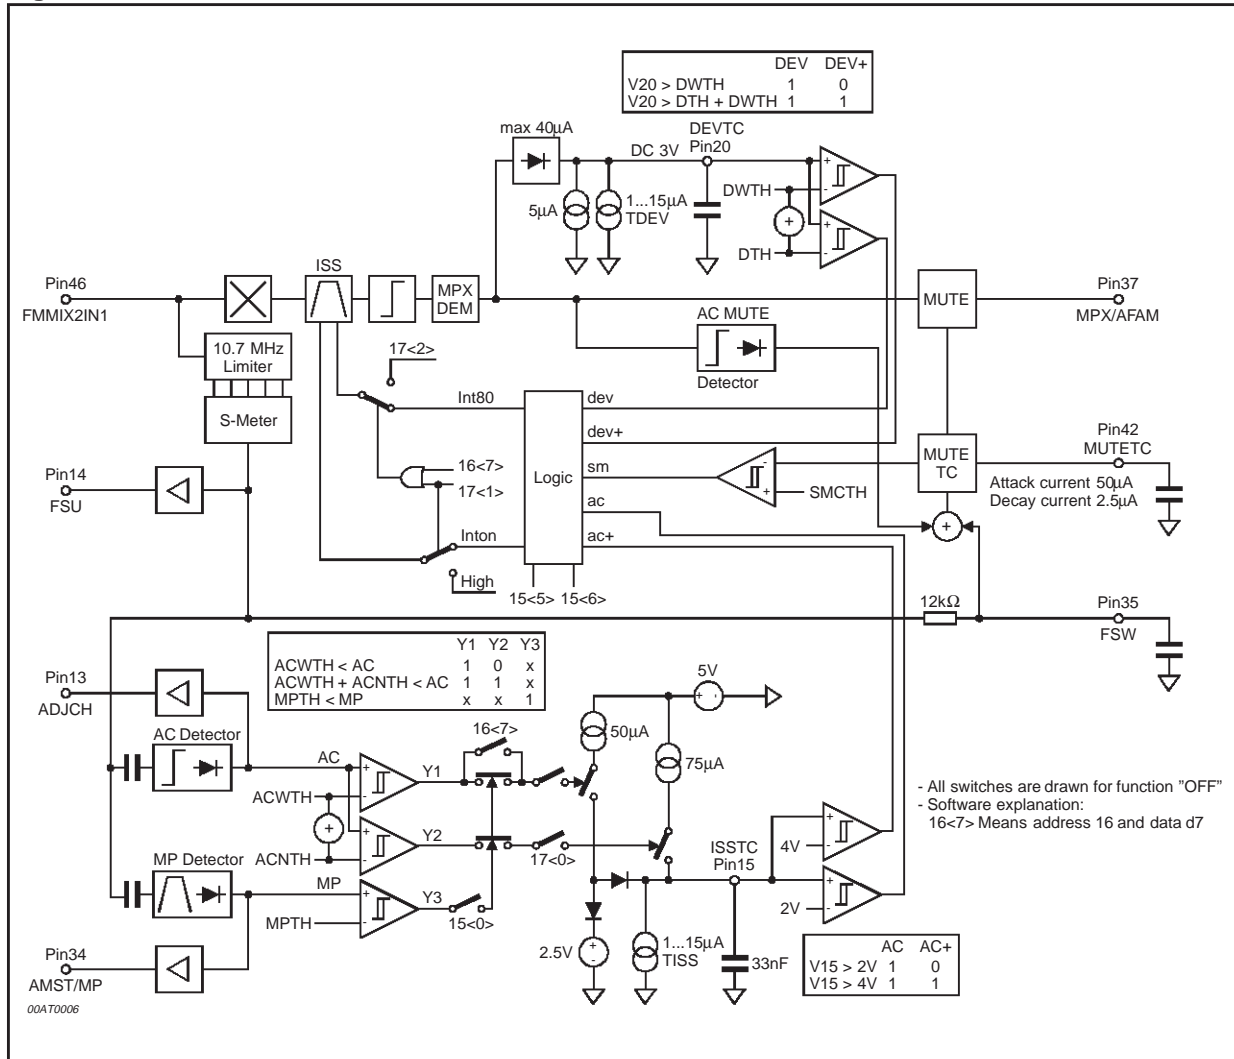 DEV DEV+
V20 > DWTH 1 0
V20 > DTH + DWTH 1 1
max 40µA
DC 3V
DEVTC
Pin20
5µA
1...15µA
TDEV
DWTH
+
-
+
DTH
+
-
Pin46
FMMIX2IN1
ISS
MPX
DEM
MUTE
Pin37
MPX/AFAM
10.7 MHz
Limiter
S-Meter
17<2>
AC MUTE
Detector
Int80
dev
dev+
sm
ac
ac+
Logic
16<7>
17<1>
Inton
High
15<5> 15<6>
-
+
SMCTH
MUTE
TC
+
Pin42
MUTETC
Attack current 50µA
Decay current 2.5µA
Pin14
FSU
12kΩ
Pin35
FSW
Y1 Y2 Y3
ACWTH < AC 1 0 x
ACWTH + ACNTH < AC 1 1 x
MPTH < MP x x 1
Pin13
ADJCH
5V
+ -
50µA
75µA
16<7>
AC Detector
AC
+
-
Y1
ACWTH
+
ACNTH
+
-
Y2
17<0>
MP Detector
MP
+
-
Y3
MPTH
15<0>
- All switches are drawn for function "OFF"
- Software explanation:
16<7> Means address 16 and data d7
ISSTC
Pin15
+
4V
-
+
2V
-
2.5V
+
-
1...15µA
TISS
33nF
AC AC+
V15 > 2V 1 0
V15 > 4V 1 1
Pin34
AMST/MP
00AT0006